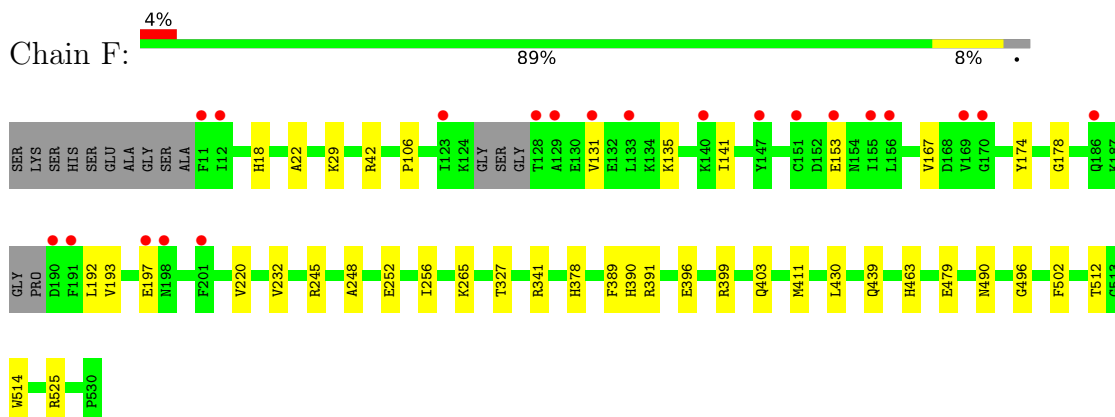 4%
Chain F:
89% 8% •
SER LYS SER HIS SER GLU ALA GLY SER ALA F11 I12 H18 A22 K29 R42 P106 I123 K124 GLY SER GLY T128 A129 E130 V131 E132 L133 K134 K135 K140 I141 Y147 C151 D152 E153 N154 I155 L156 V167 D168 V169 G170 Y174 G178 Q186 K187
GLY PRO D190 F191 L192 V193 E197 N198 F201 V220 V232 R245 A248 E252 I256 K265 T327 R341 H378 F389 H390 R391 E396 R399 Q403 M411 L430 Q439 H463 E479 N490 G496 F502 T512 G513
W514 R525 P530